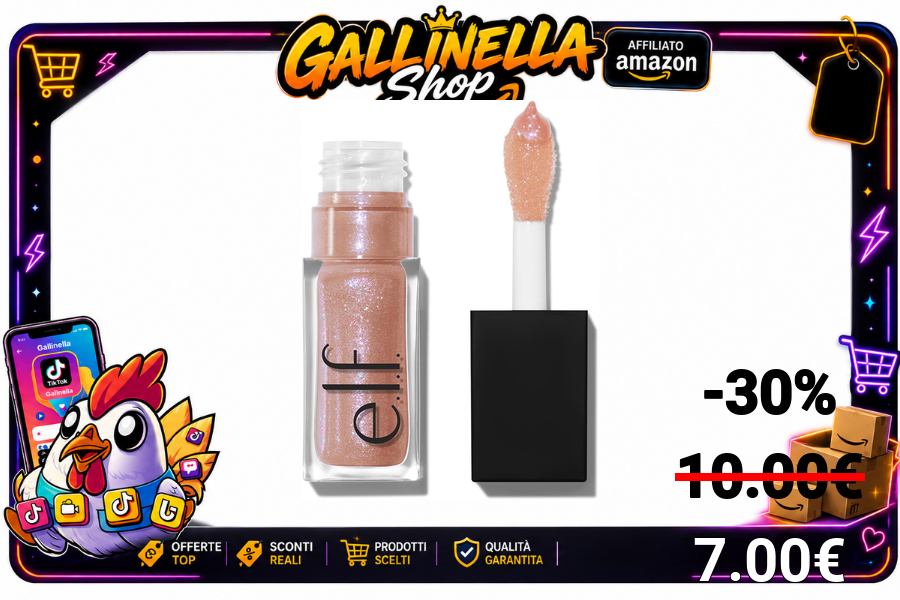 GALLINELLA
Shop
AFFILIATO
amazon
Gallinella
TikTok
Gallinella
e.l.f.
-30%
10.00€
7.00€
OFFERTE
TOP
SCONTI
REALI
PRODOTTI
SCELTI
QUALITÀ
GARANTITA